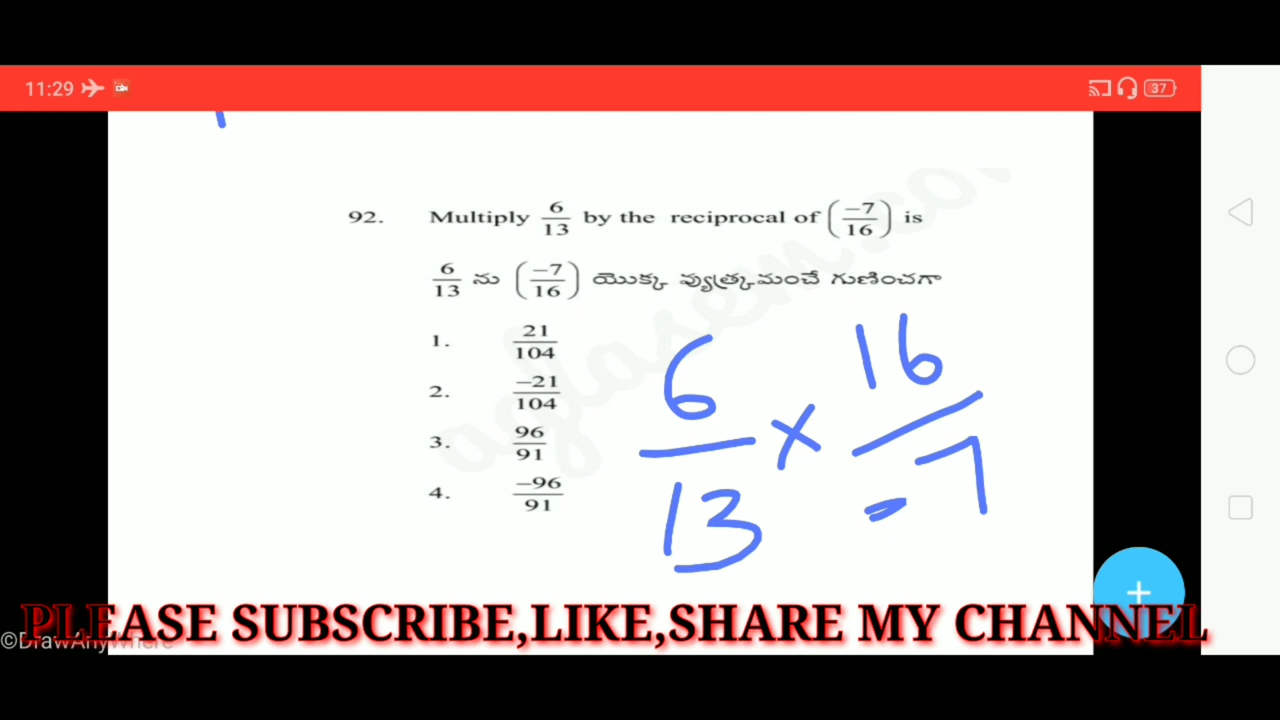 11:29 37
92. Multiply 6/13 by the reciprocal of (-7/16) is
6/13 ను (-7/16) యొక్క వ్యుత్క్రమంచే గుణించగా
1. 21/104
2. -21/104
3. 96/91
4. -96/91
6/13 × 16/-7
aglasem.com
PLEASE SUBSCRIBE,LIKE,SHARE MY CHANNEL
©DrawAnyWhere